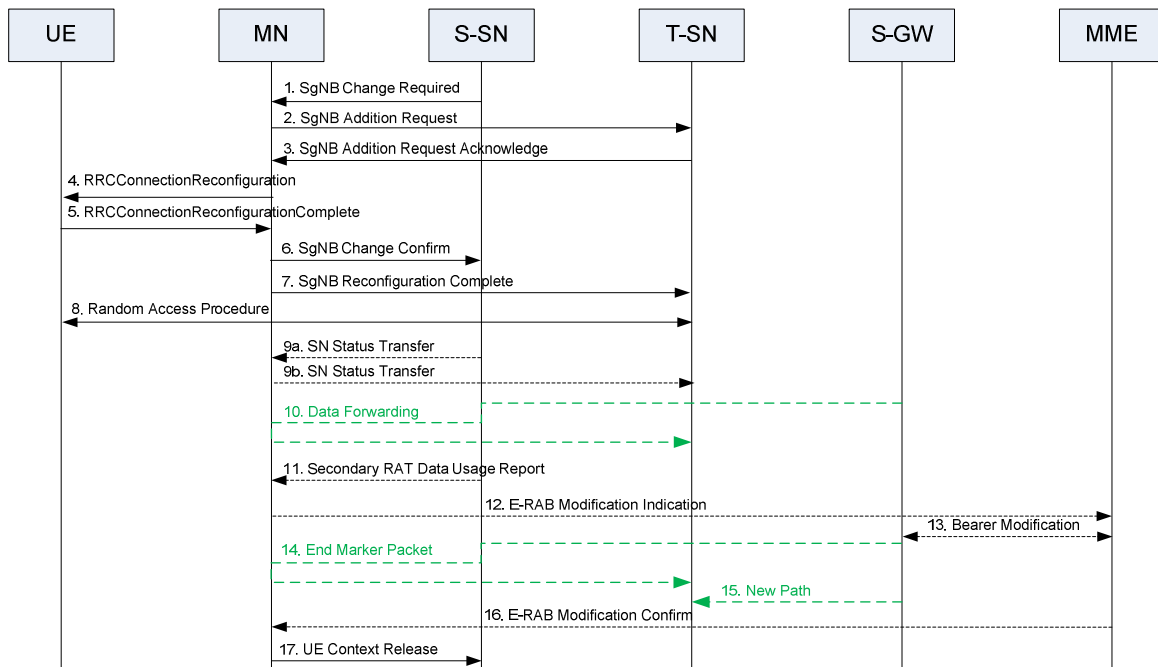 UE
MN
S-SN
T-SN
S-GW
MME
1. SgNB Change Required
2. SgNB Addition Request
3. SgNB Addition Request Acknowledge
4. RRCConnectionReconfiguration
5. RRCConnectionReconfigurationComplete
6. SgNB Change Confirm
7. SgNB Reconfiguration Complete
8. Random Access Procedure
9a. SN Status Transfer
9b. SN Status Transfer
10. Data Forwarding
11. Secondary RAT Data Usage Report
12. E-RAB Modification Indication
13. Bearer Modification
14. End Marker Packet
15. New Path
16. E-RAB Modification Confirm
17. UE Context Release